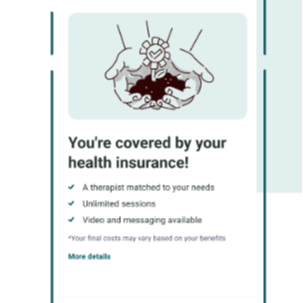 You're covered by your
health insurance!
A therapist matched to your needs
Unlimited sessions
Video and messaging available
*Your final costs may vary based on your benefits
More details